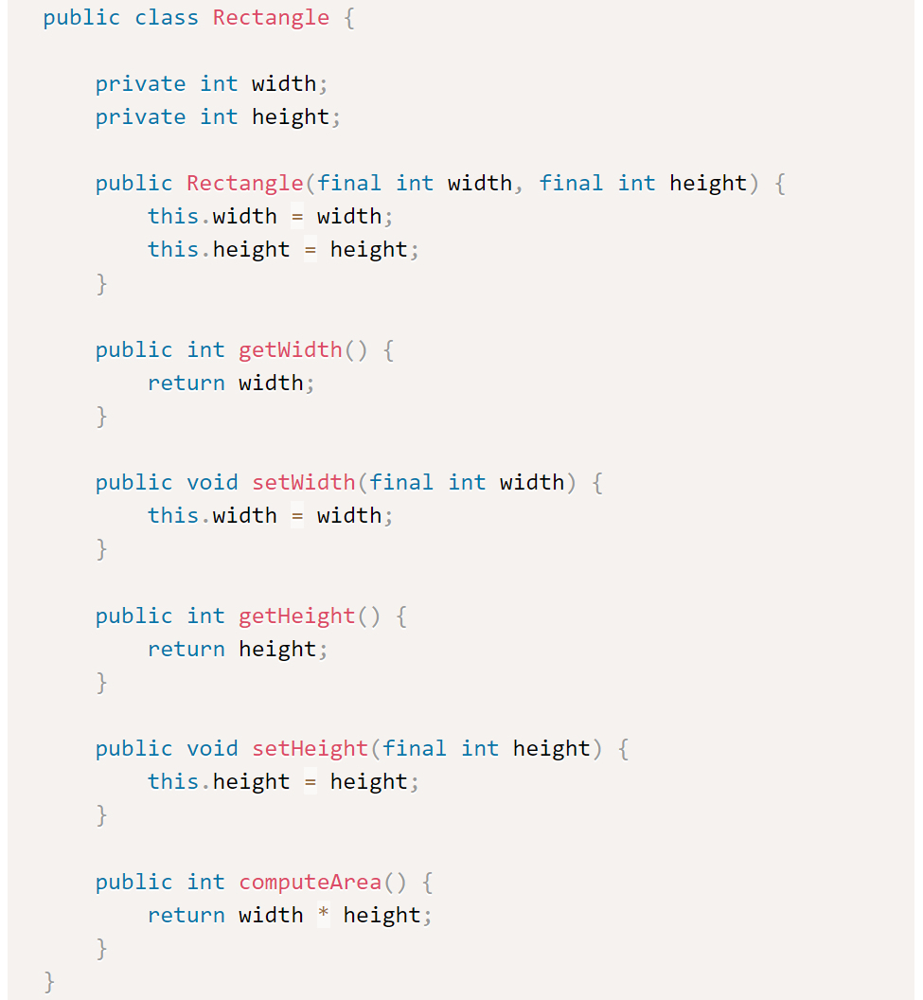 public class Rectangle {
private int width;
private int height;
public Rectangle(final int width, final int height) {
this.width = width;
this.height = height;
}
public int getWidth() {
return width;
}
public void setWidth(final int width) {
this.width = width;
}
public int getHeight() {
return height;
}
public void setHeight(final int height) {
this.height = height;
}
public int computeArea() {
return width * height;
}
}